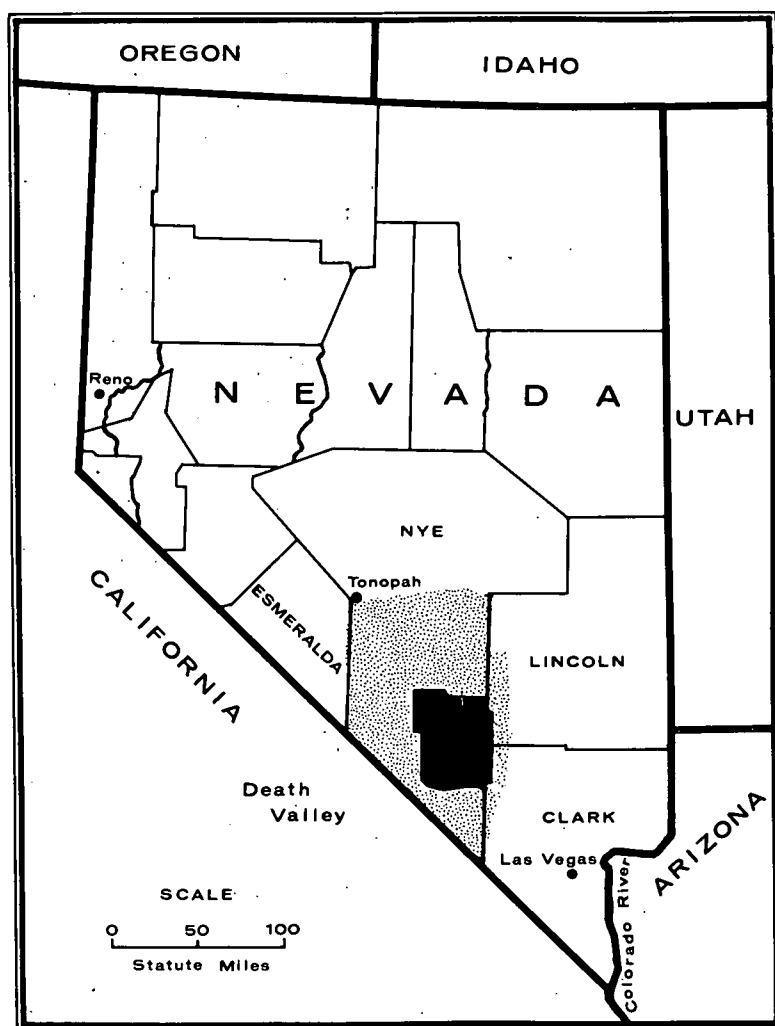 OREGON
IDAHO
Reno
NEVADA
UTAH
NYE
Tonopah
CALIFORNIA
ESMERALDA
LINCOLN
Death
Valley
CLARK
Las Vegas
ARIZONA
Colorado River
SCALE
0 50 100
Statute Miles